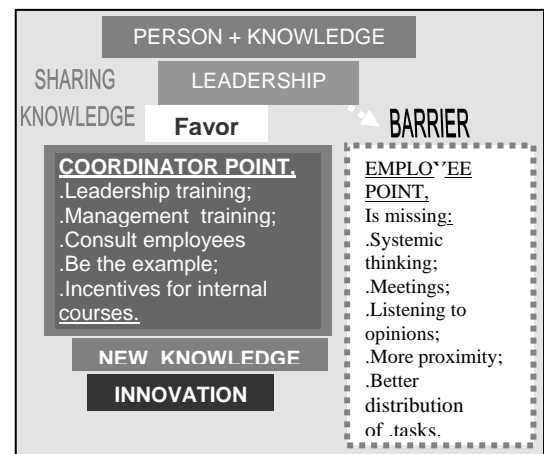 PERSON + KNOWLEDGE
SHARING
KNOWLEDGE
LEADERSHIP
Favor
BARRIER
COORDINATOR POINT,
.Leadership training;
.Management training;
.Consult employees
.Be the example;
.Incentives for internal
courses.
NEW KNOWLEDGE
INNOVATION
EMPLOYEE
POINT,
Is missing:
.Systemic
thinking;
.Meetings;
.Listening to
opinions;
.More proximity;
.Better
distribution
of .tasks.